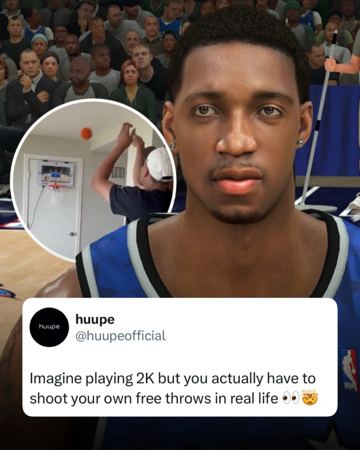 huupe
huupe
@huupeofficial
Imagine playing 2K but you actually have to
shoot your own free throws in real life 👀🤯